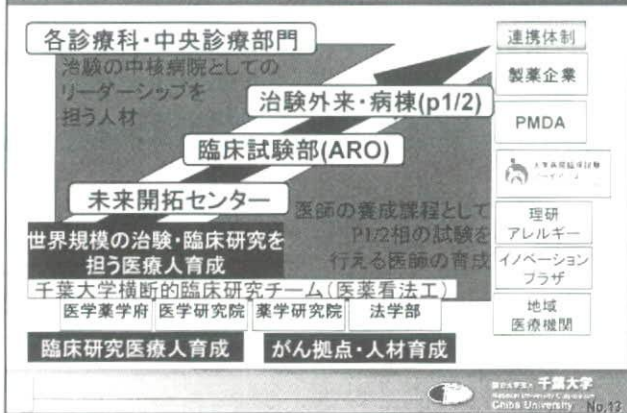 各診療科・中央診療部門
治験の中核病院としての
リーダーシップを
担う人材
治験外来・病棟(p1/2)
臨床試験部(ARO)
未来開拓センター
医師の養成課程として
P1/2相の試験を
行える医師の育成
世界規模の治験・臨床研究を
担う医療人育成
千葉大学横断的臨床研究チーム(医薬看法工)
医学薬学府
医学研究院
薬学研究院
法学部
臨床研究医療人育成
がん拠点・人材育成
連携体制
製薬企業
PMDA
理研
アレルギー
イノベーション
プラザ
地域
医療機関
千葉大学
Chiba University
No.13